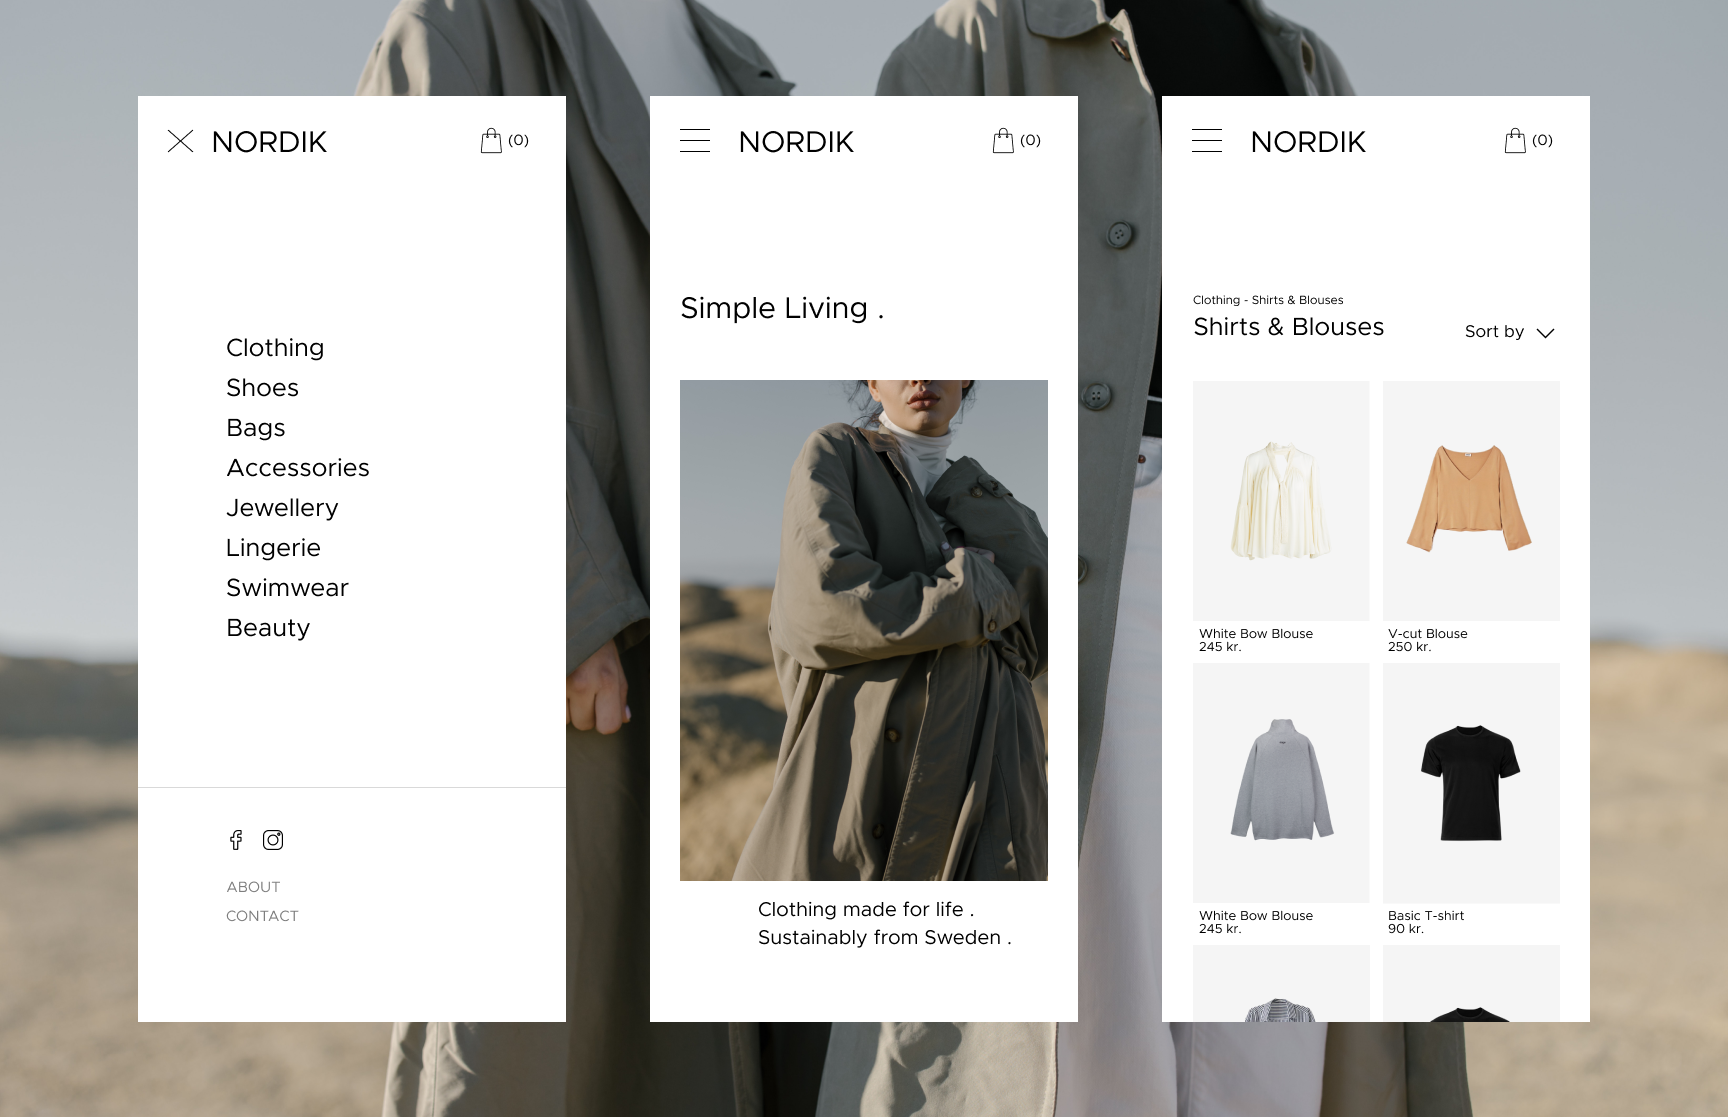 NORDIK
(0)
Clothing
Shoes
Bags
Accessories
Jewellery
Lingerie
Swimwear
Beauty
ABOUT
CONTACT
NORDIK
(0)
Simple Living .
Clothing made for life .
Sustainably from Sweden .
NORDIK
(0)
Clothing - Shirts & Blouses
Shirts & Blouses
Sort by
White Bow Blouse
245 kr.
V-cut Blouse
250 kr.
White Bow Blouse
245 kr.
Basic T-shirt
90 kr.